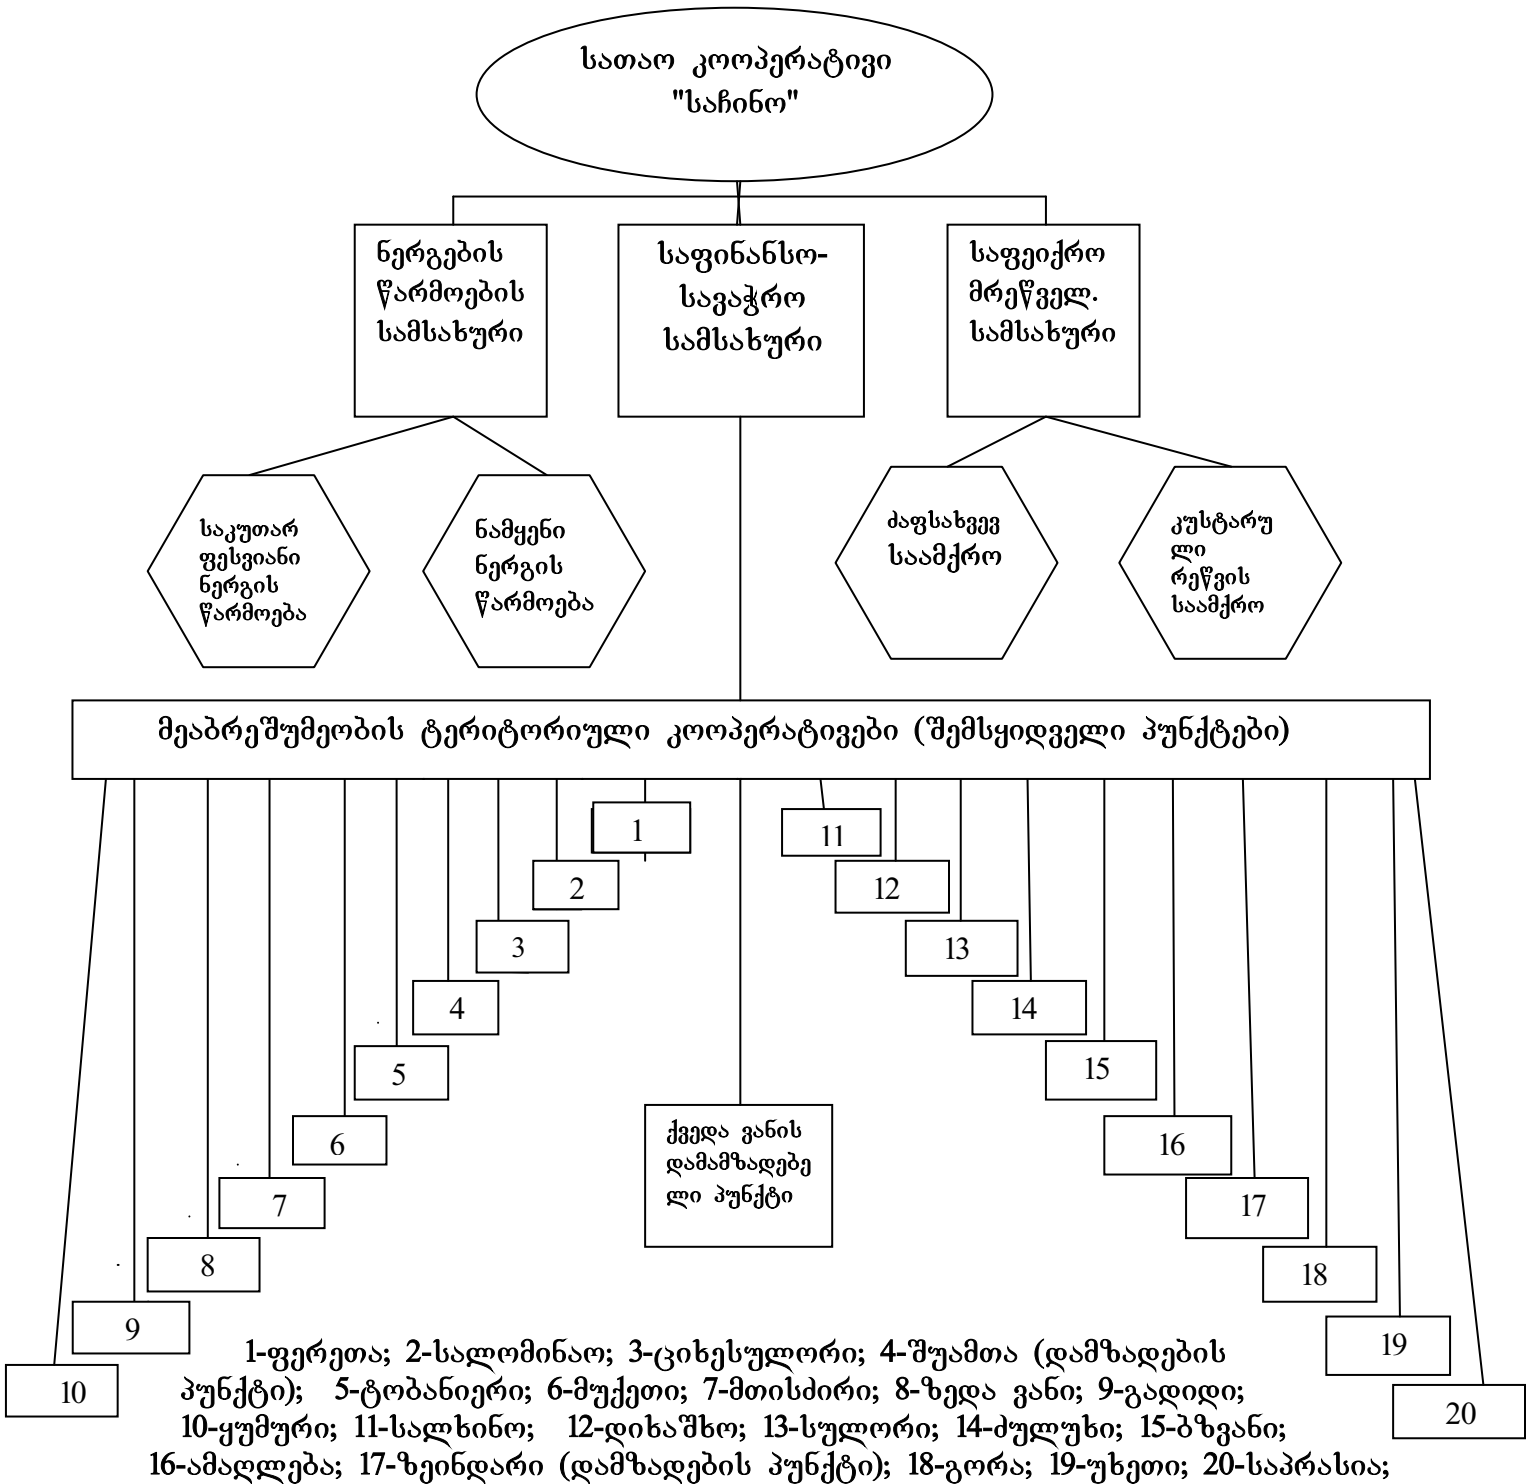 სათაო კოოპერატივი
"საჩინო"
ნერგების
წარმოების
სამსახური
საფინანსო-
სავაჭრო
სამსახური
საფეიქრო
მრეწველ.
სამსახური
საკუთარ
ფესვიანი
ნერგის
წარმოება
ნამყენი
ნერგის
წარმოება
ძაფსახვევ
საამქრო
კუსტარუ
ლი
რეწვის
საამქრო
მეაბრეშუმეობის ტერიტორიული კოოპერატივები (შემსყიდველი პუნქტები)
1
2
3
4
5
6
7
8
9
10
ქვედა ვანის
დამამზადებე
ლი პუნქტი
11
12
13
14
15
16
17
18
19
20
1-ფერეთა; 2-სალომინაო; 3-ციხესულორი; 4-შუამთა (დამზადების
პუნქტი); 5-ტობანიერი; 6-მუქეთი; 7-მთისძირი; 8-ზედა ვანი; 9-გადიდი;
10-ყუმური; 11-სალხინო; 12-დიხაშხო; 13-სულორი; 14-ძულუხი; 15-ბზვანი;
16-ამაღლება; 17-ზეინდარი (დამზადების პუნქტი); 18-გორა; 19-უხეთი; 20-საპრასია;